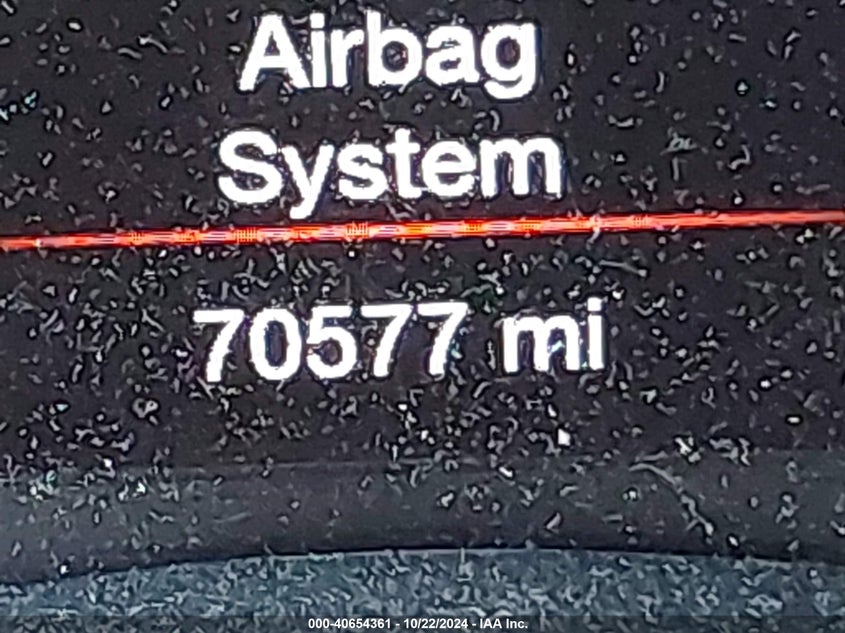 Airbag
System
70577 mi
000-40654361 - 10/22/2024 - IAA Inc.